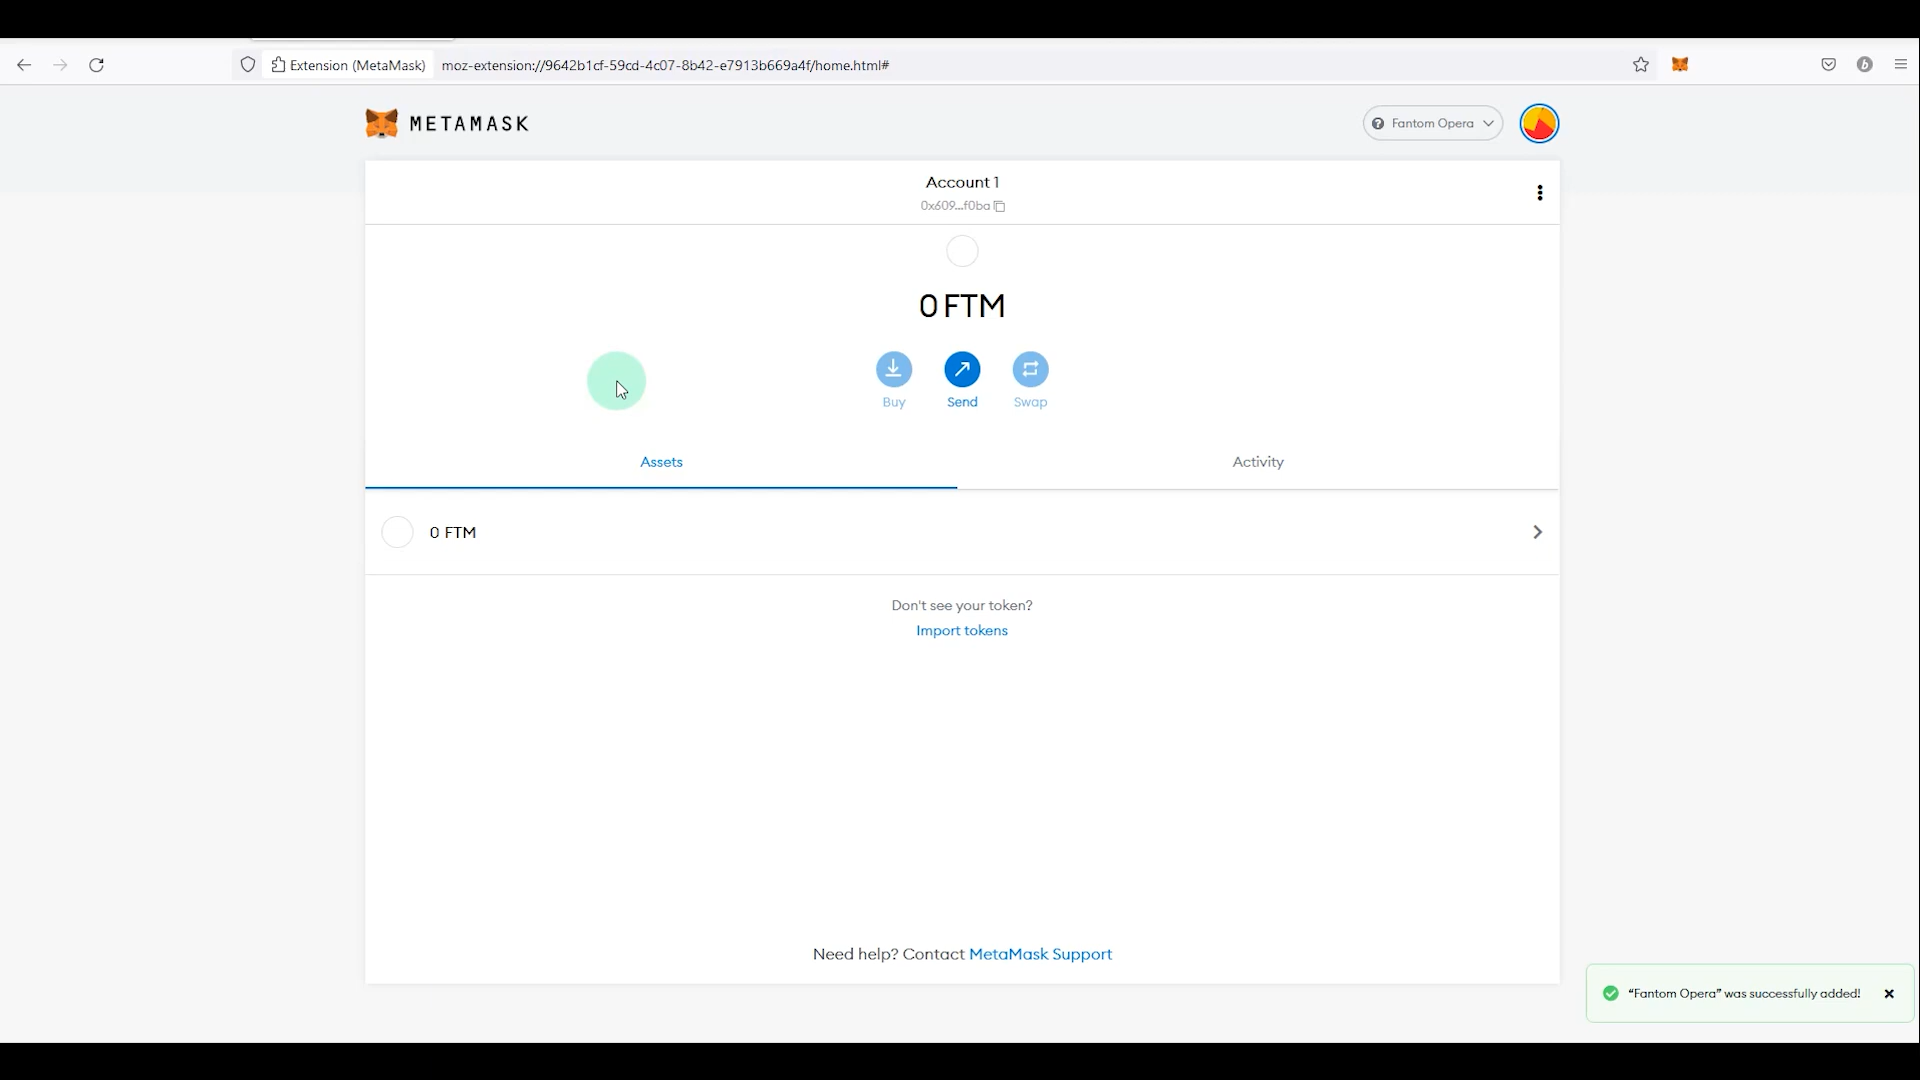 Extension (MetaMask) moz-extension://9642b1cf-59cd-4c07-8b42-e7913b669a4f/home.html#
METAMASK
Fantom Opera
Account 1
0x609...f0ba
0 FTM
Buy
Send
Swap
Assets
Activity
0 FTM
Don't see your token?
Import tokens
Need help? Contact MetaMask Support
“Fantom Opera” was successfully added!